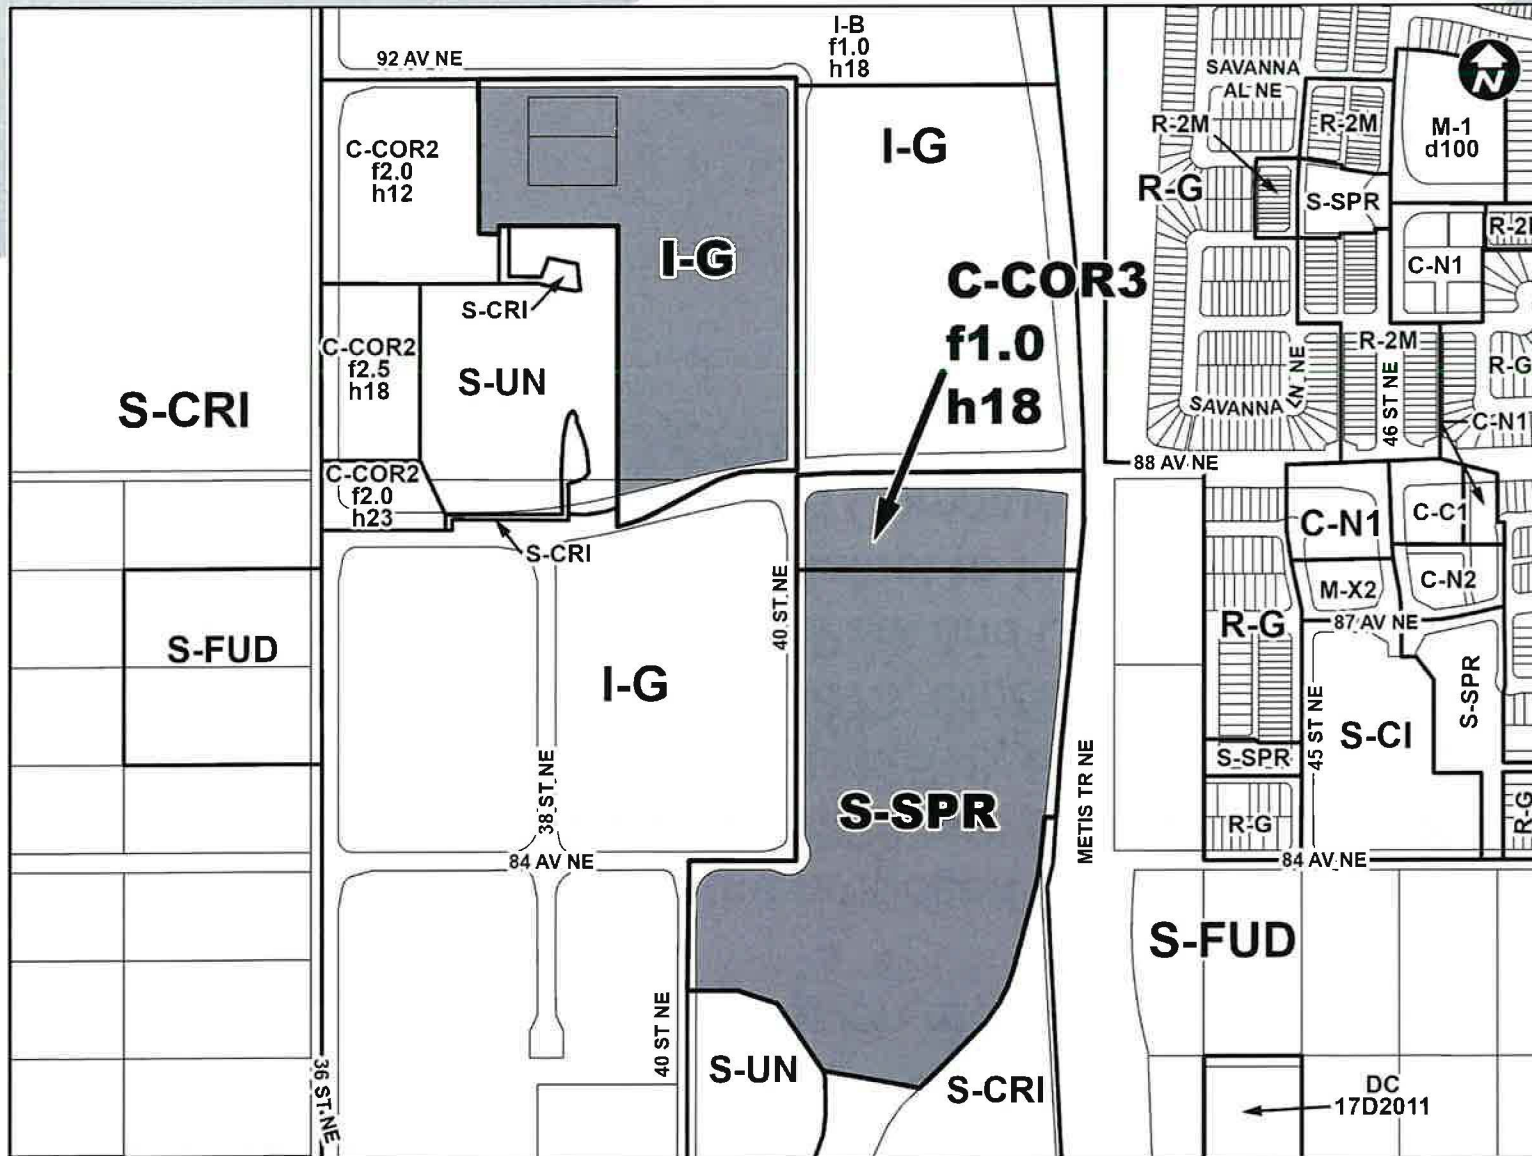 I-B
f1.0
h18
92 AV NE
SAVANNA
AL NE
N
R-2M
R-2M
M-1
d100
C-COR2
f2.0
h12
I-G
R-G
S-SPR
R-2M
I-G
C-N1
C-COR3
f1.0
h18
S-CRI
C-COR2
f2.5
h18
S-UN
R-2M
R-G
S-CRI
SAVANNA
LN NE
46 ST NE
C-N1
88 AV NE
C-COR2
f2.0
h23
C-N1
C-C1
S-CRI
C-N2
M-X2
40 ST NE
87 AV NE
R-G
S-FUD
I-G
S-SPR
45 ST NE
S-CI
38 ST NE
S-SPR
METIS TR NE
S-SPR
R-G
R-G
84 AV NE
84 AV NE
S-FUD
40 ST NE
36 ST NE
S-UN
S-CRI
DC
17D2011